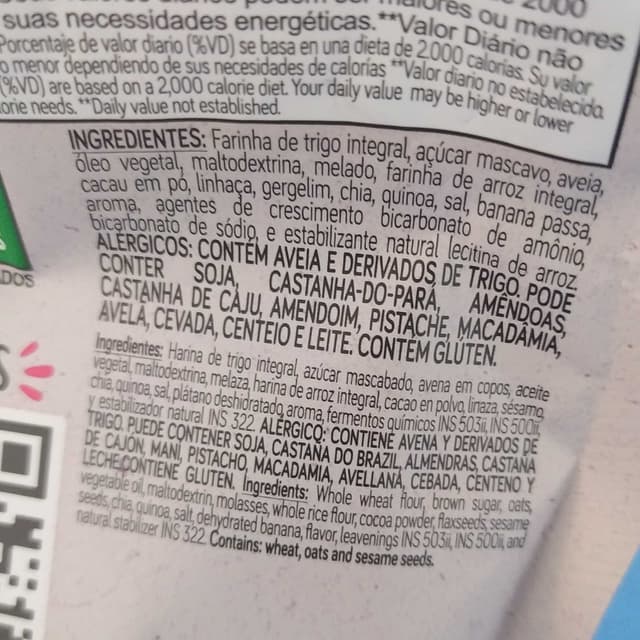 2000
maiores ou menores
suas necessidades energéticas.**Valor Diário não
Porcentaje de valor diario (%VD) se basa en una dieta de 2.000 calorías. Su valor
o menor dependiendo de sus necesidades de calorías **Valor diario no estabelecido.
(%VD) are based on a 2,000 calorie diet. Your daily value may be higher or lower
orie needs. **Daily value not established.
INGREDIENTES: Farinha de trigo integral, açúcar mascavo, aveia,
óleo vegetal, maltodextrina, melado, farinha de arroz integral,
cacau em pó, linhaça, gergelim, chia, quinoa, sal, banana passa,
aroma, agentes de crescimento bicarbonato de amônio,
bicarbonato de sódio, e estabilizante natural lecitina de arroz.
ALÉRGICOS: CONTÉM AVEIA E DERIVADOS DE TRIGO. PODE
CONTER SOJA, CASTANHA-DO-PARÁ, AMÊNDOAS,
CASTANHA DE CAJU, AMENDOIM, PISTACHE, MACADÂMIA,
AVELÃ, CEVADA, CENTEIO E LEITE. CONTÉM GLÚTEN.
Ingredientes: Harina de trigo integral, azúcar mascabado, avena em copos, aceite
vegetal, maltodextrina, melaza, harina de arroz integral, cacao en polvo, linaza, sésamo,
chia, quinoa, sal, plátano deshidratado, aroma, fermentos químicos INS 503ii, INS 500ii,
y estabilizador natural INS 322. ALÉRGICO: CONTIENE AVENA Y DERIVADOS DE
TRIGO. PUEDE CONTENER SOJA, CASTAÑA DO BRAZIL, ALMENDRAS, CASTAÑA
DE CAJÓN, MANÍ, PISTACHO, MACADAMIA, AVELLANA, CEBADA, CENTENO Y
LECHE.CONTIENE GLUTEN. Ingredients: Whole wheat flour, brown sugar, oats,
vegetable oil, maltodextrin, molasses, whole rice flour, cocoa powder, flaxseeds, sesame
seeds, chia, quinoa, salt, dehydrated banana, flavor, leavenings INS 503ii, INS 500ii, and
natural stabilizer INS 322. Contains: wheat, oats and sesame seeds.
ADOS
S